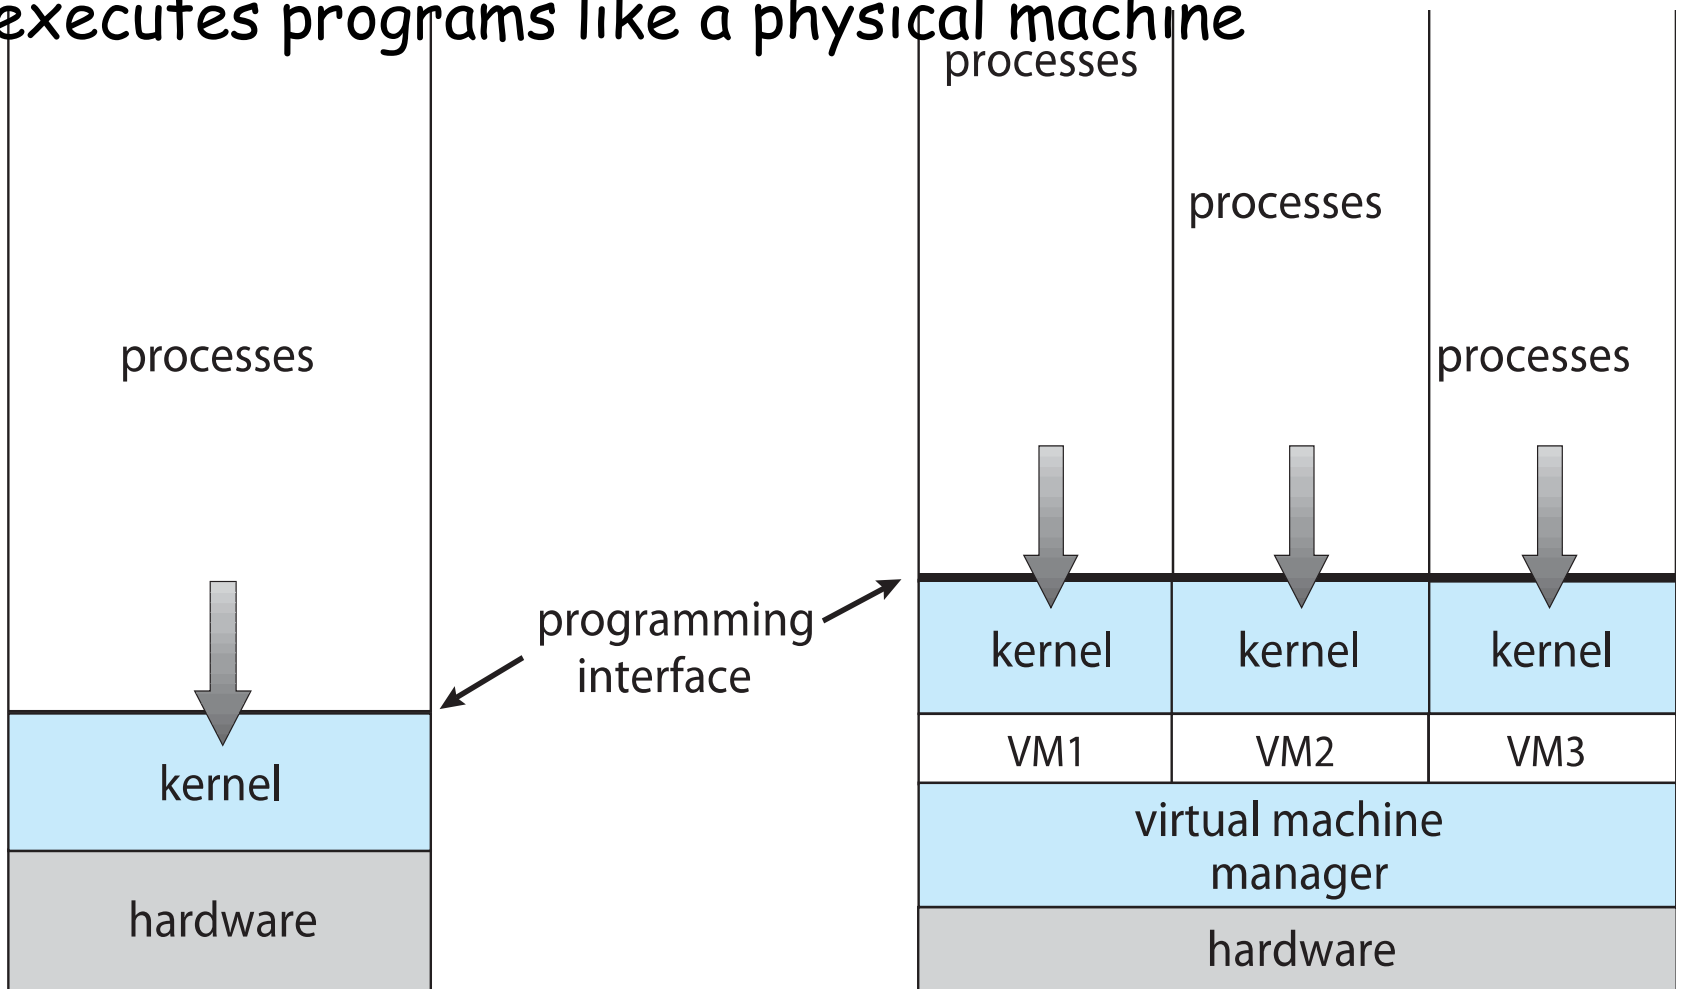 executes programs like a physical machine
processes
processes
processes
processes
programming
interface
kernel
kernel
kernel
VM1
VM2
VM3
kernel
virtual machine
manager
hardware
hardware